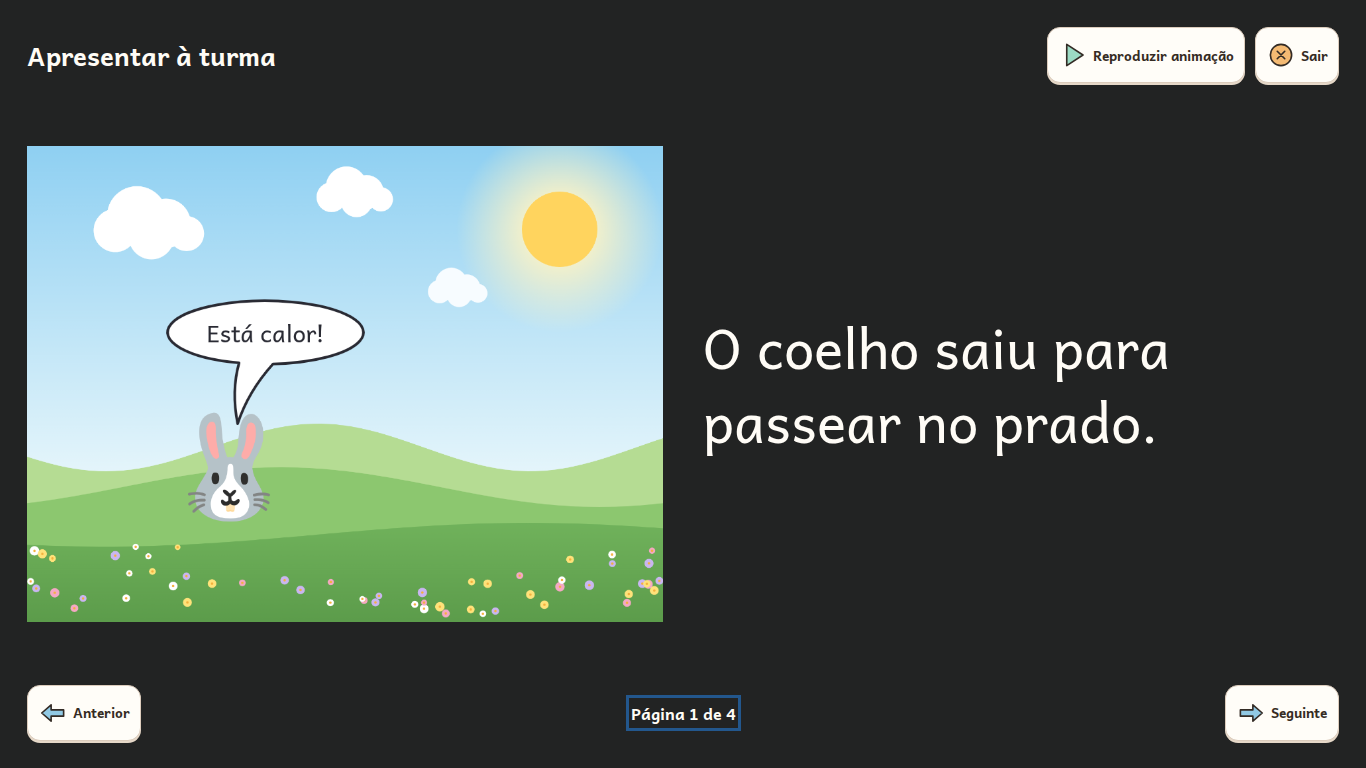 Apresentar à turma
Reproduzir animação
Sair
Está calor!
O coelho saiu para
passear no prado.
Anterior
Página 1 de 4
Seguinte